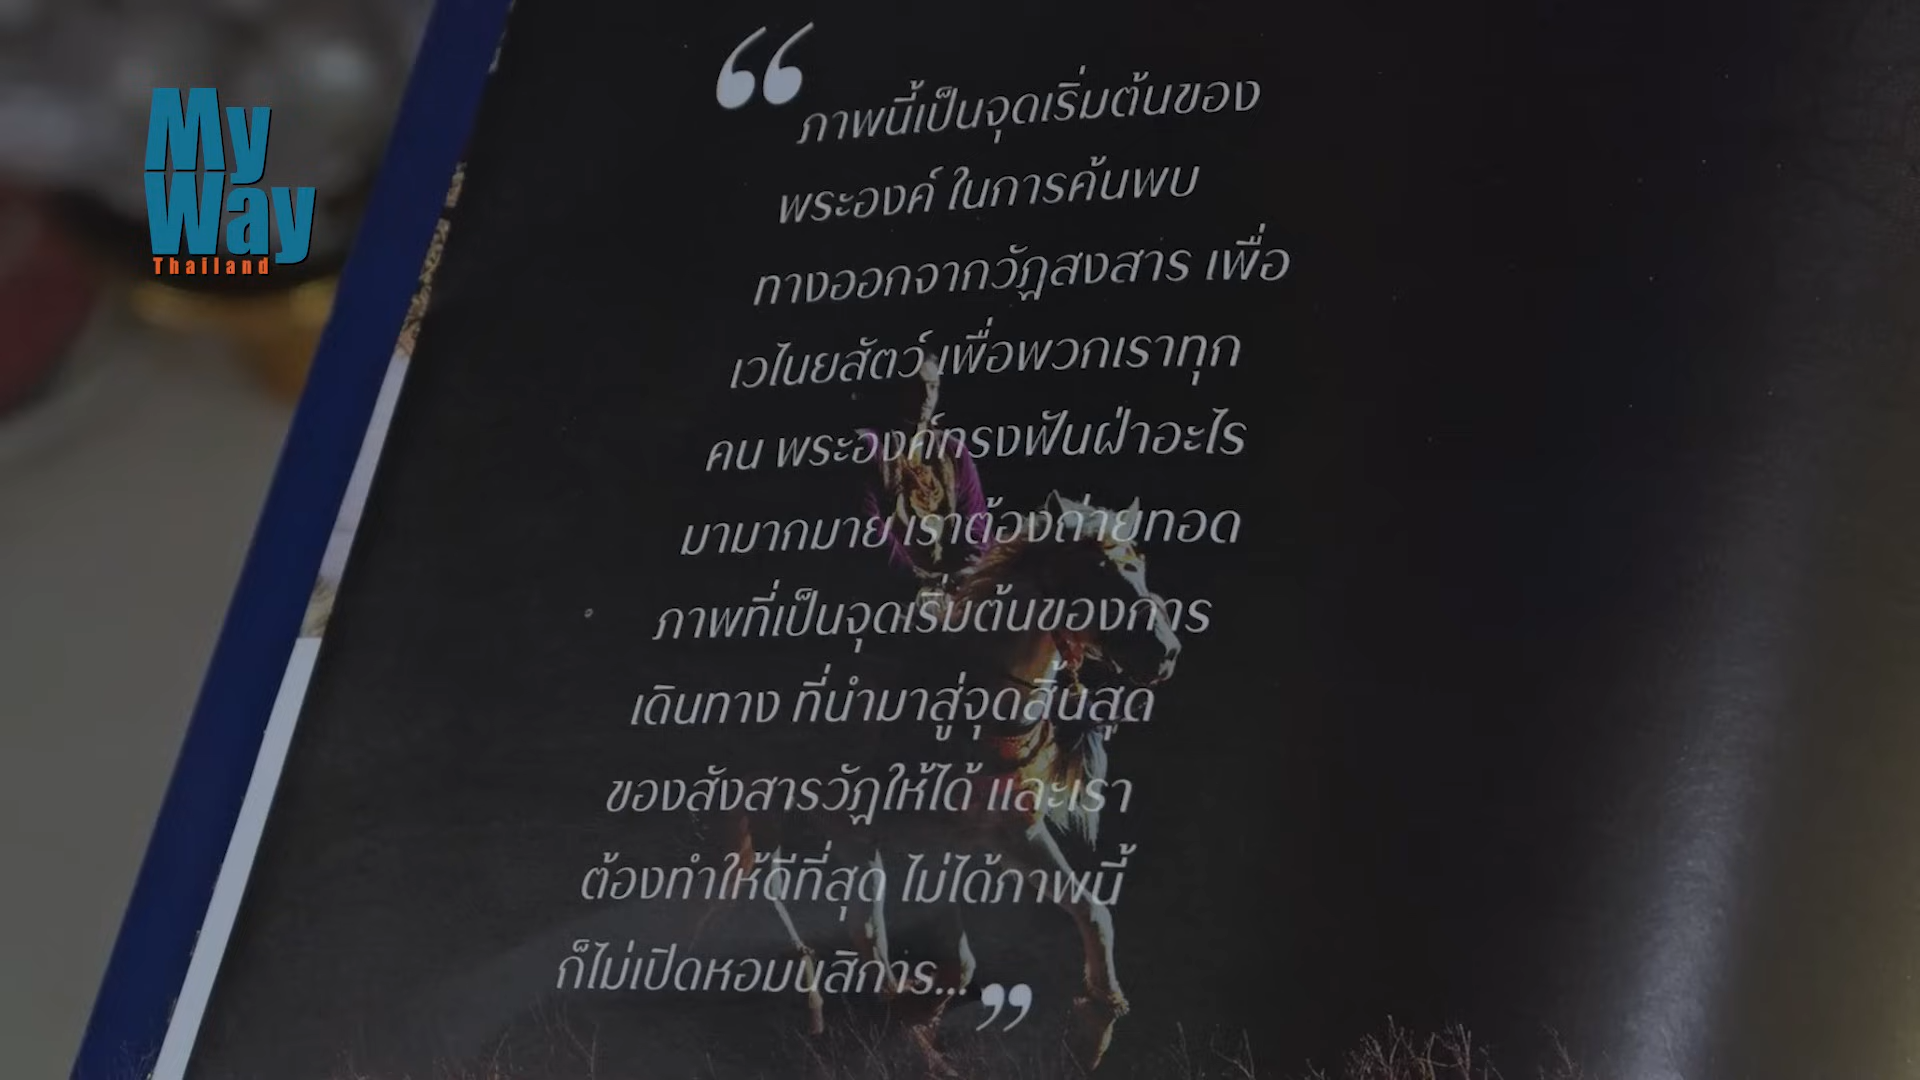 My
Way
Thailand
“ภาพนี้เป็นจุดเริ่มต้นของ
พระองค์ ในการค้นพบ
ทางออกจากวัฏสงสาร เพื่อ
เวไนยสัตว์ เพื่อพวกเราทุก
คน พระองค์ทรงฟันฝ่าอะไร
มามากมาย เราต้องถ่ายทอด
ภาพที่เป็นจุดเริ่มต้นของการ
เดินทาง ที่นำมาสู่จุดสิ้นสุด
ของสังสารวัฏให้ได้ และเรา
ต้องทำให้ดีที่สุด ไม่ได้ภาพนี้
ก็ไม่เปิดหอมนสิการ...”